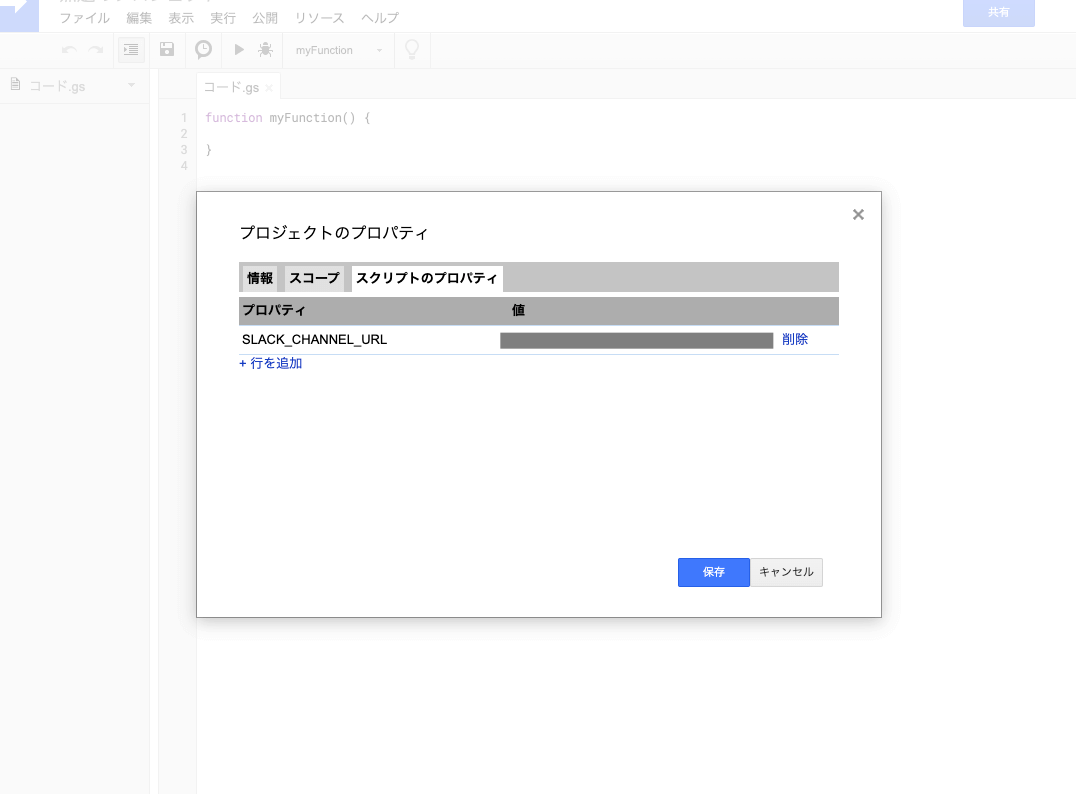 ファイル 編集 表示 実行 公開 リソース ヘルプ
共有
myFunction
コード.gs
コード.gs ×
1 function myFunction() {
2
3 }
4
プロジェクトのプロパティ
情報 スコープ スクリプトのプロパティ
プロパティ 値
SLACK_CHANNEL_URL 削除
+ 行を追加
保存 キャンセル